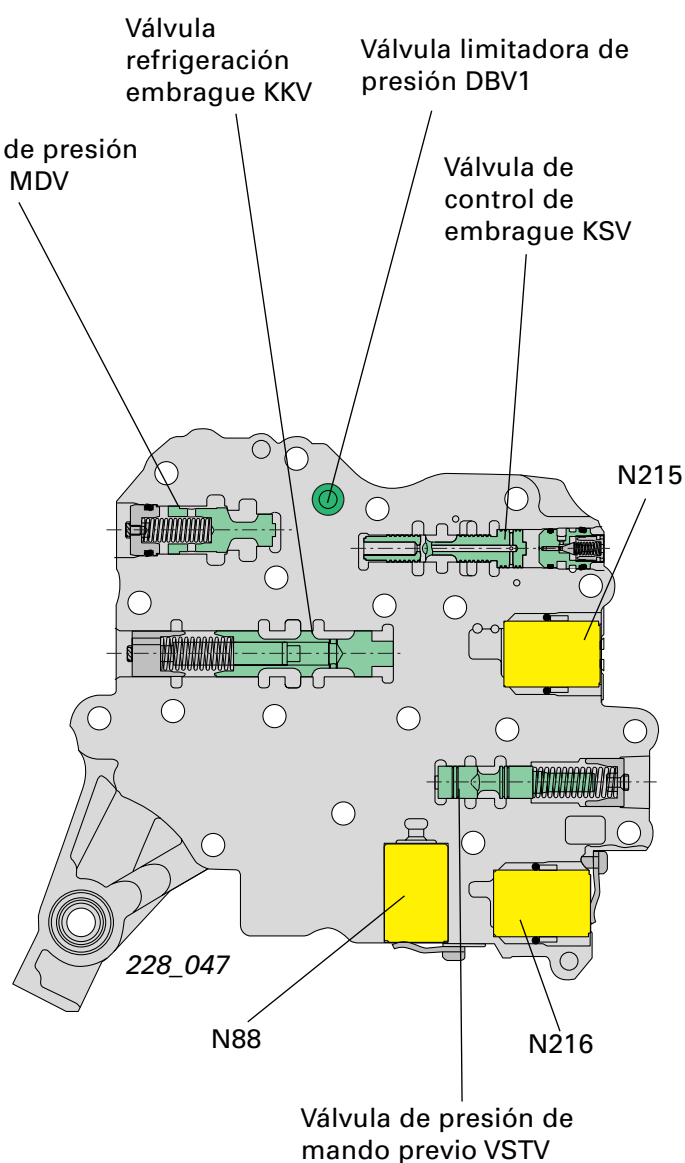 Válvula
refrigeración
embrague KKV
Válvula limitadora de
presión DBV1
de presión
MDV
Válvula de
control de
embrague KSV
N215
228_047
N88
N216
Válvula de presión de
mando previo VSTV